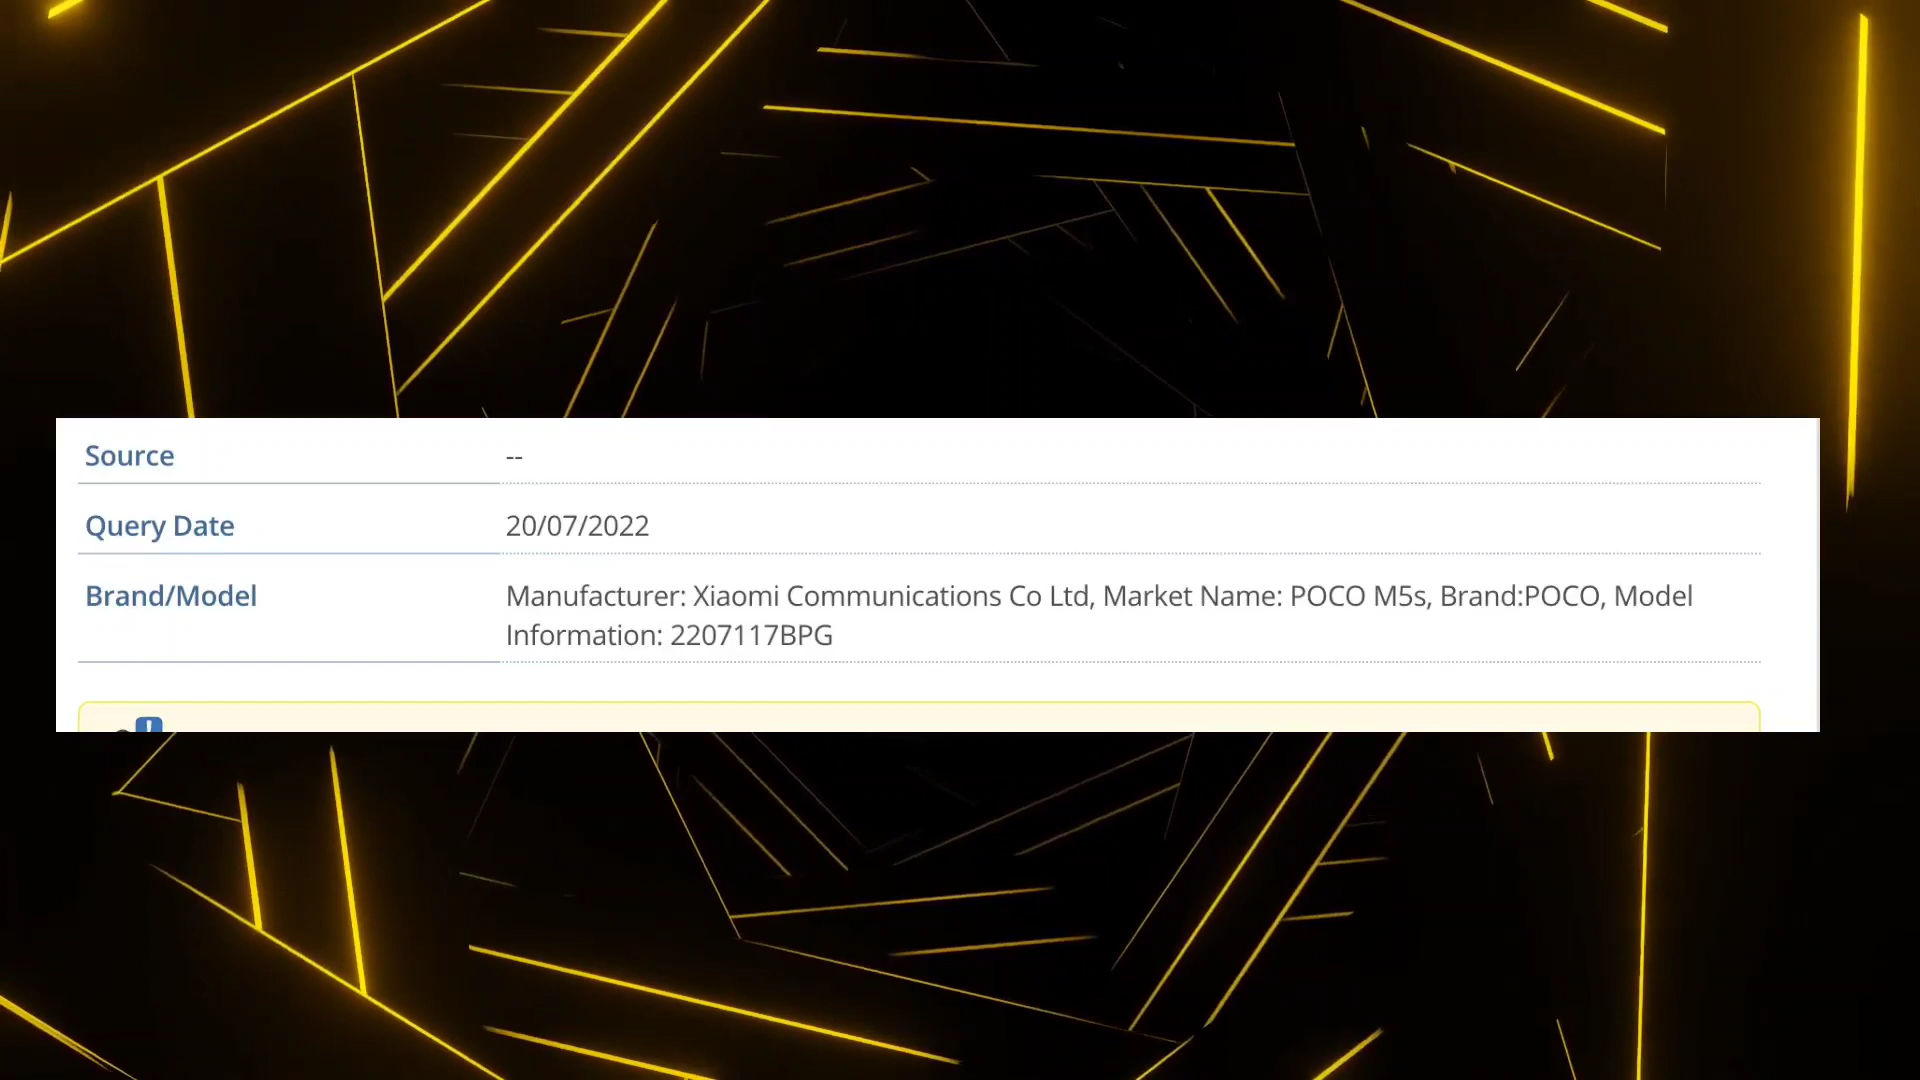 Source --
Query Date 20/07/2022
Brand/Model Manufacturer: Xiaomi Communications Co Ltd, Market Name: POCO M5s, Brand:POCO, Model
Information: 2207117BPG